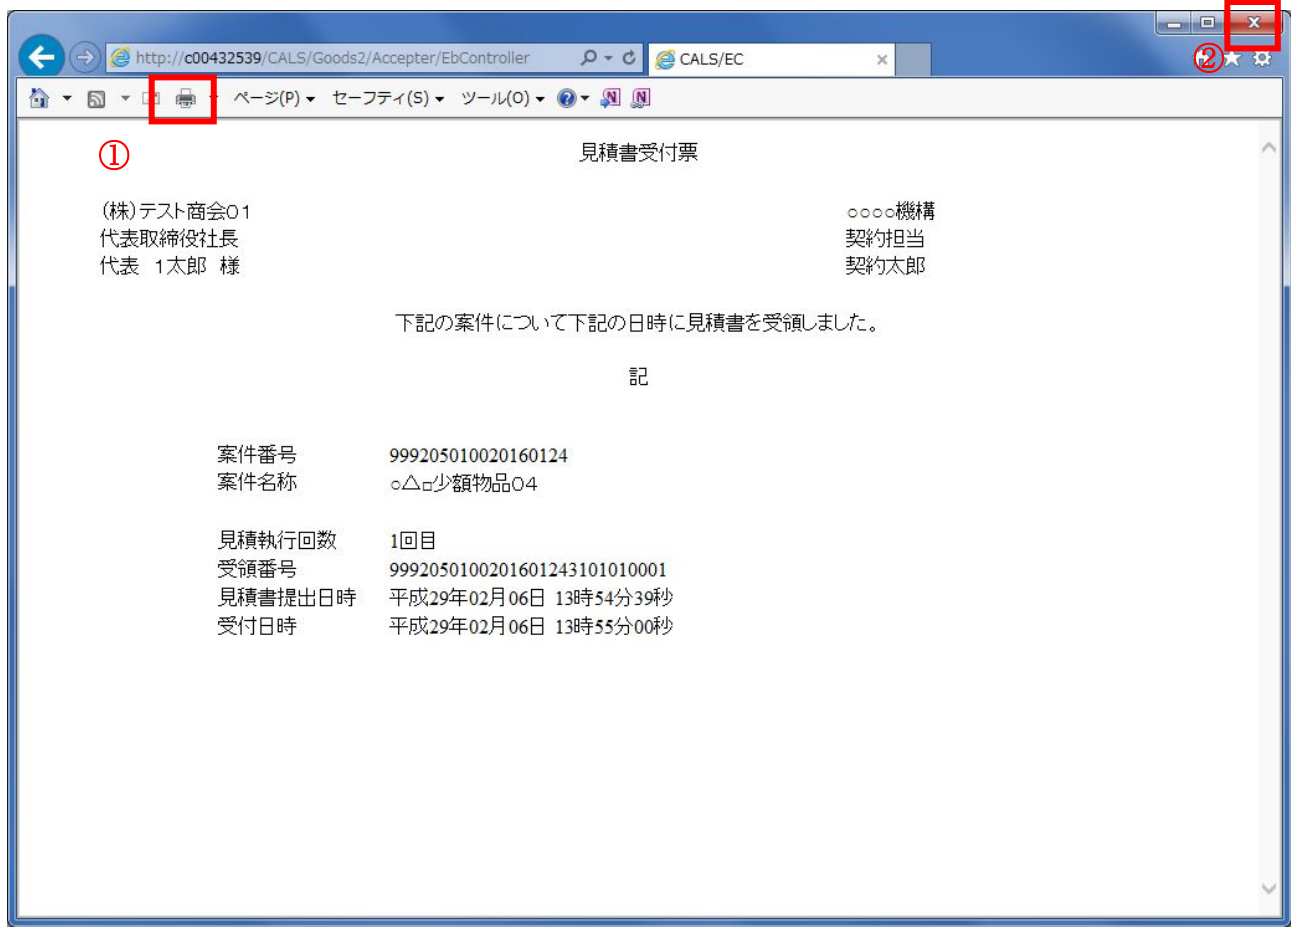 ②
http://c00432539/CALS/Goods2/Accepter/EbController
CALS/EC
ページ(P) セーフティ(S) ツール(O)
①
見積書受付票
(株)テスト商会01
代表取締役社長
代表 1太郎 様
○○○○機構
契約担当
契約太郎
下記の案件について下記の日時に見積書を受領しました。
記
案件番号 999205010020160124
案件名称 ○△□少額物品04
見積執行回数 1回目
受領番号 9992050100201601243101010001
見積書提出日時 平成29年02月06日 13時54分39秒
受付日時 平成29年02月06日 13時55分00秒